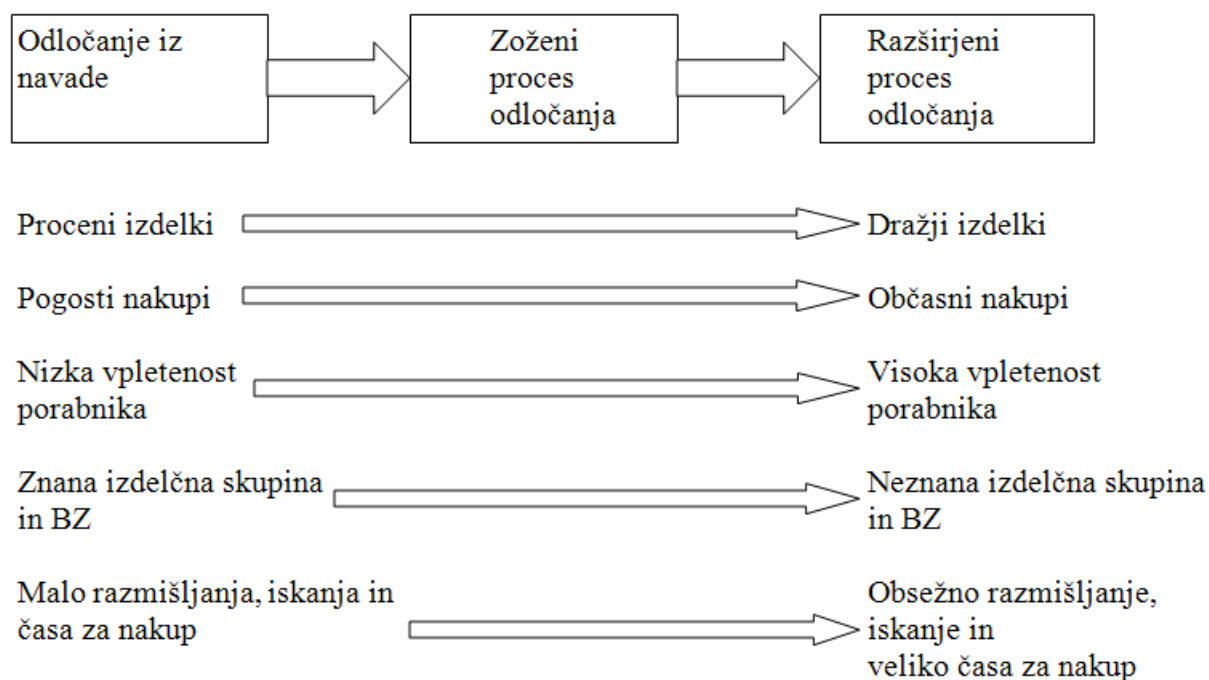 Odločanje iz
navade
Zoženi
proces
odločanja
Razširjeni
proces
odločanja
Proceni izdelki
Dražji izdelki
Pogosti nakupi
Občasni nakupi
Nizka vpletenost
porabnika
Visoka vpletenost
porabnika
Znana izdelčna skupina
in BZ
Neznana izdelčna skupina
in BZ
Malo razmišljanja, iskanja in
časa za nakup
Obsežno razmišljanje,
iskanje in
veliko časa za nakup